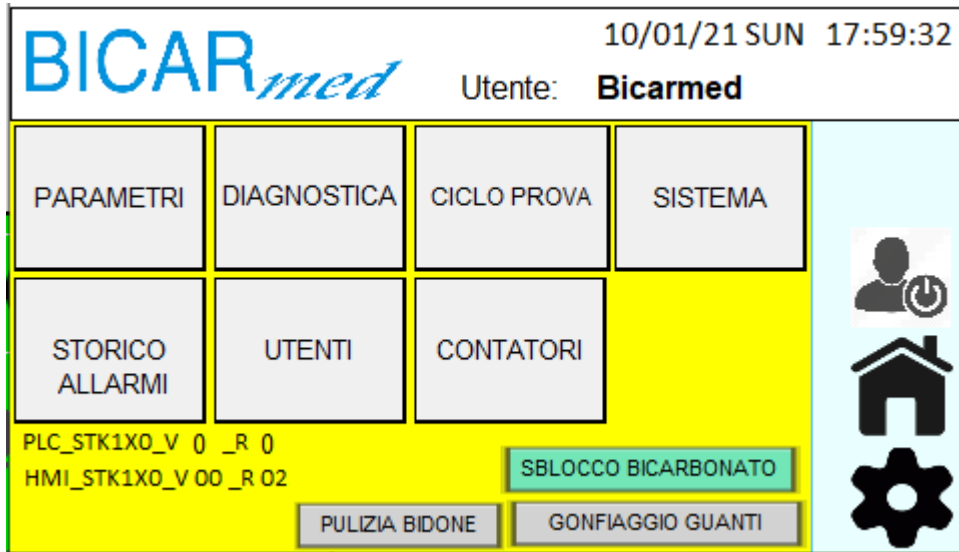 BICARmed
10/01/21 SUN 17:59:32
Utente: Bicarmed
PARAMETRI
DIAGNOSTICA
CICLO PROVA
SISTEMA
STORICO
ALLARMI
UTENTI
CONTATORI
PLC_STK1X0_V 0 _R 0
HMI_STK1X0_V 00 _R 02
SBLOCCO BICARBONATO
PULIZIA BIDONE
GONFIAGGIO GUANTI